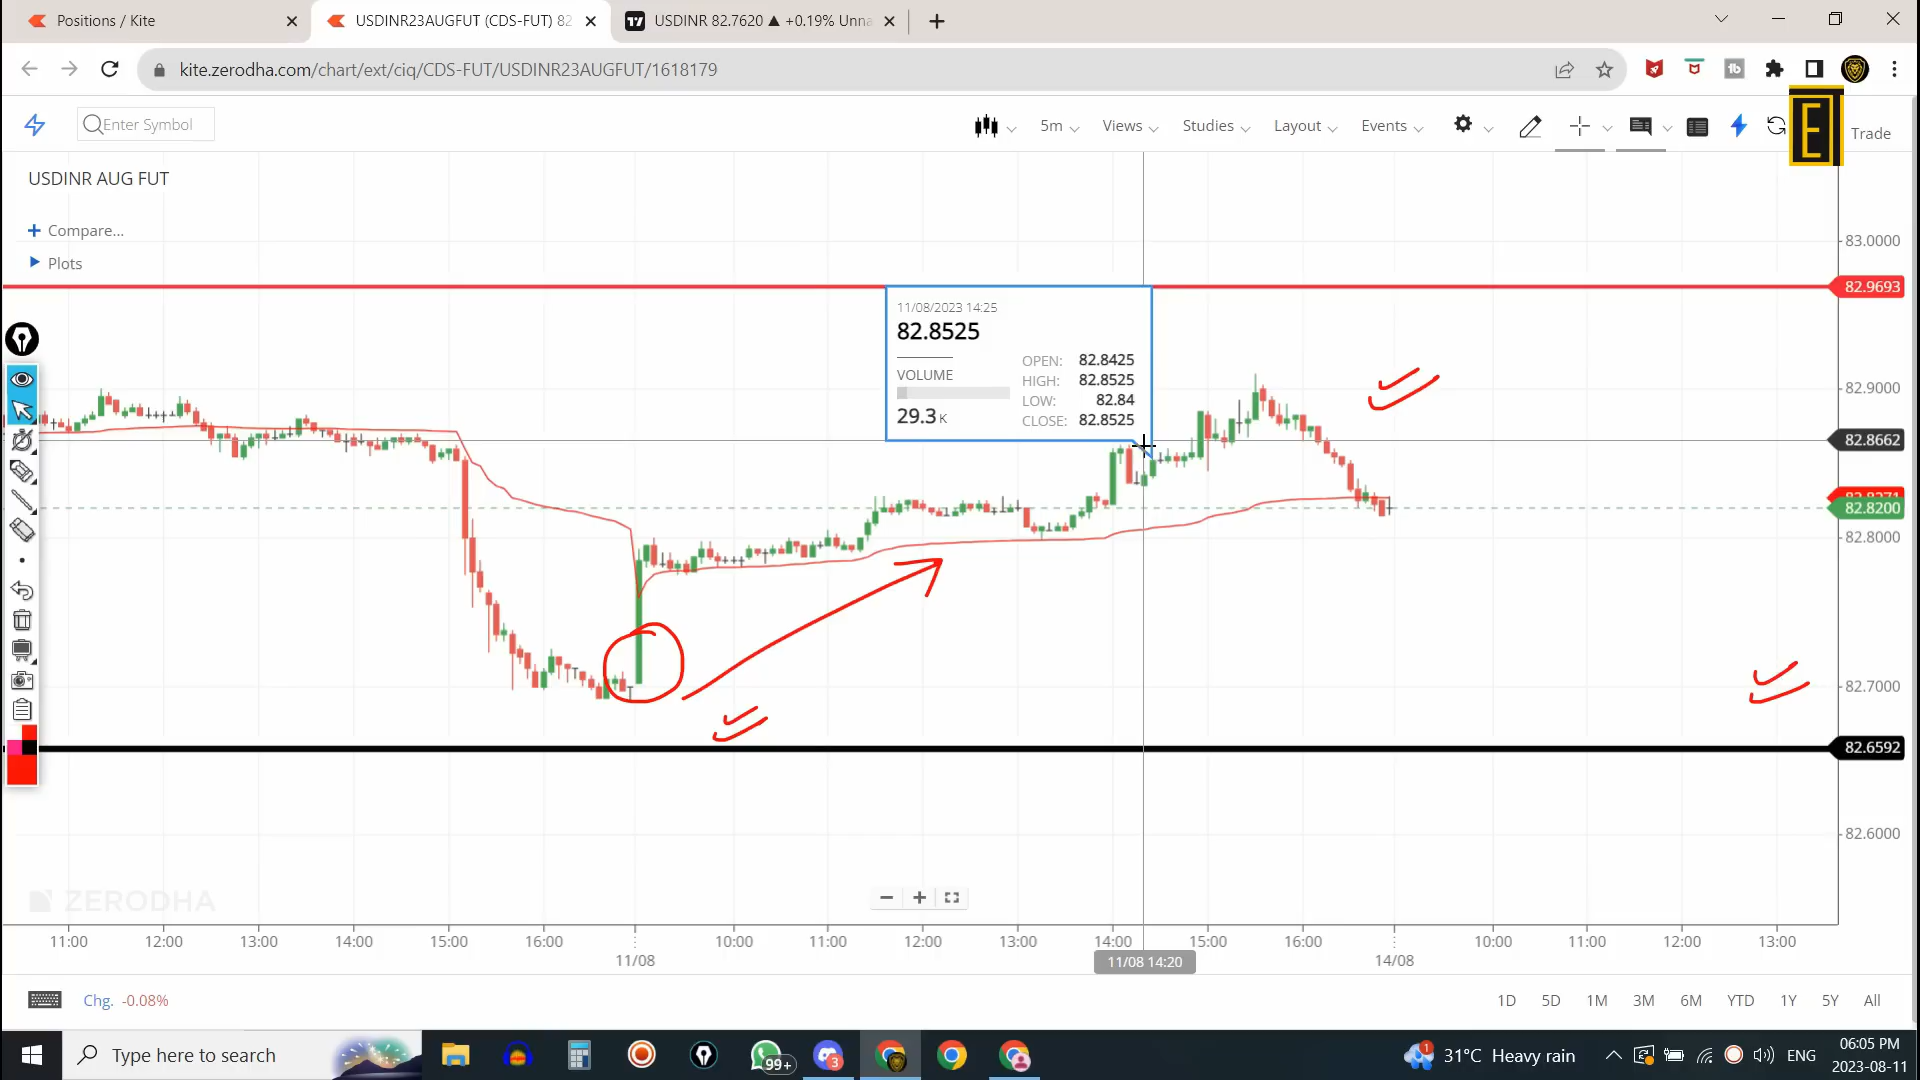 Positions / Kite
USDINR23AUGFUT (CDS-FUT) 82
USDINR 82.7620 ▲ +0.19% Unna
kite.zerodha.com/chart/ext/ciq/CDS-FUT/USDINR23AUGFUT/1618179
Enter Symbol
5m
Views
Studies
Layout
Events
E
Trade
USDINR AUG FUT
+ Compare...
Plots
83.0000
82.9693
11/08/2023 14:25
82.8525
VOLUME
29.3 K
OPEN: 82.8425
HIGH: 82.8525
LOW: 82.84
CLOSE: 82.8525
82.9000
82.8662
82.8200
82.8000
82.7000
82.6592
82.6000
ZERODHA
11:00 12:00 13:00 14:00 15:00 16:00 10:00 11:00 12:00 13:00 14:00 15:00 16:00 10:00 11:00 12:00 13:00
11/08 11/08 14:20 14/08
Chg. -0.08%
1D 5D 1M 3M 6M YTD 1Y 5Y All
Type here to search
99+
3
1
31°C Heavy rain
ENG
06:05 PM
2023-08-11